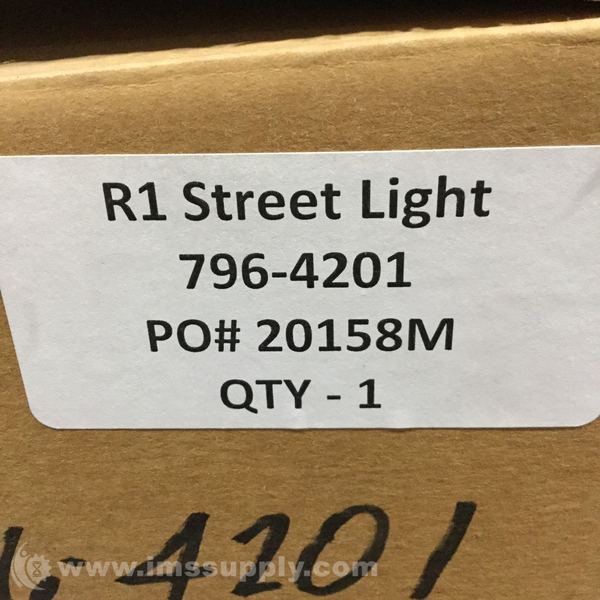 R1 Street Light
796-4201
PO# 20158M
QTY - 1
-4201
www.imssupply.com